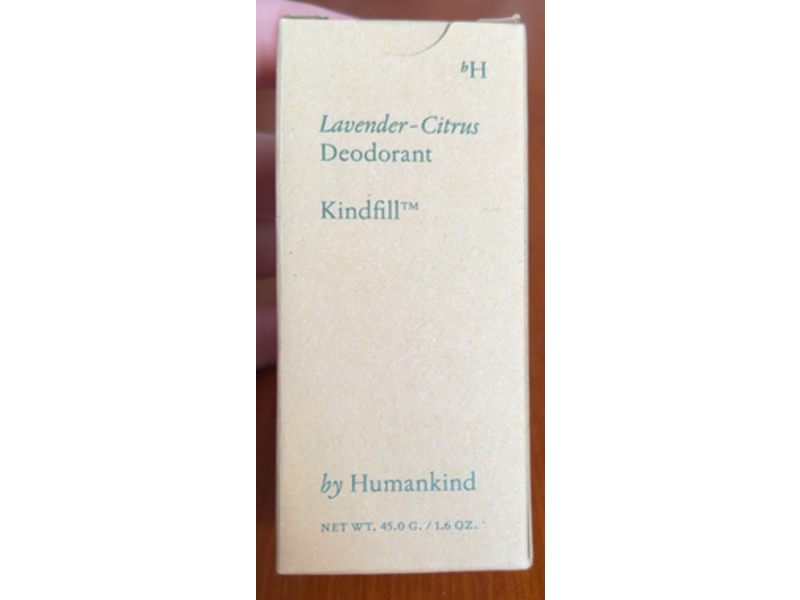 bH
Lavender-Citrus
Deodorant
Kindfill™
by Humankind
NET WT. 45.0 G. / 1.6 OZ.